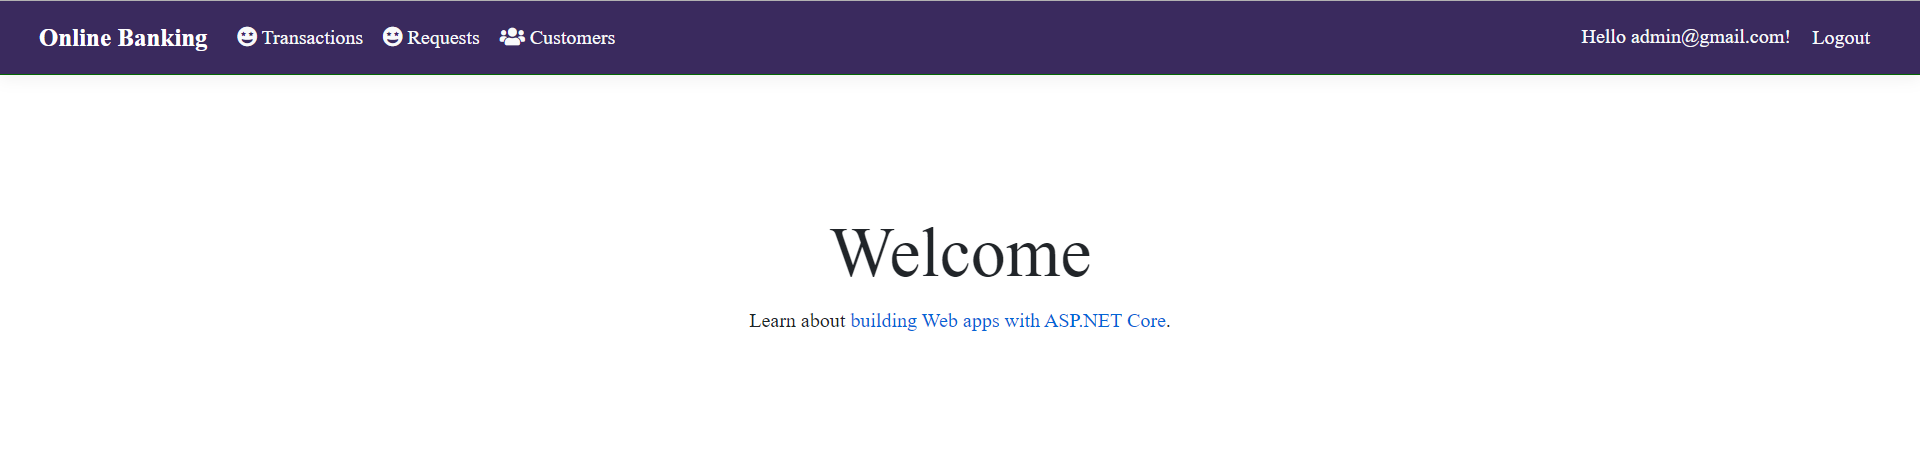 Online Banking Transactions Requests Customers Hello admin@gmail.com! Logout
Welcome
Learn about building Web apps with ASP.NET Core.